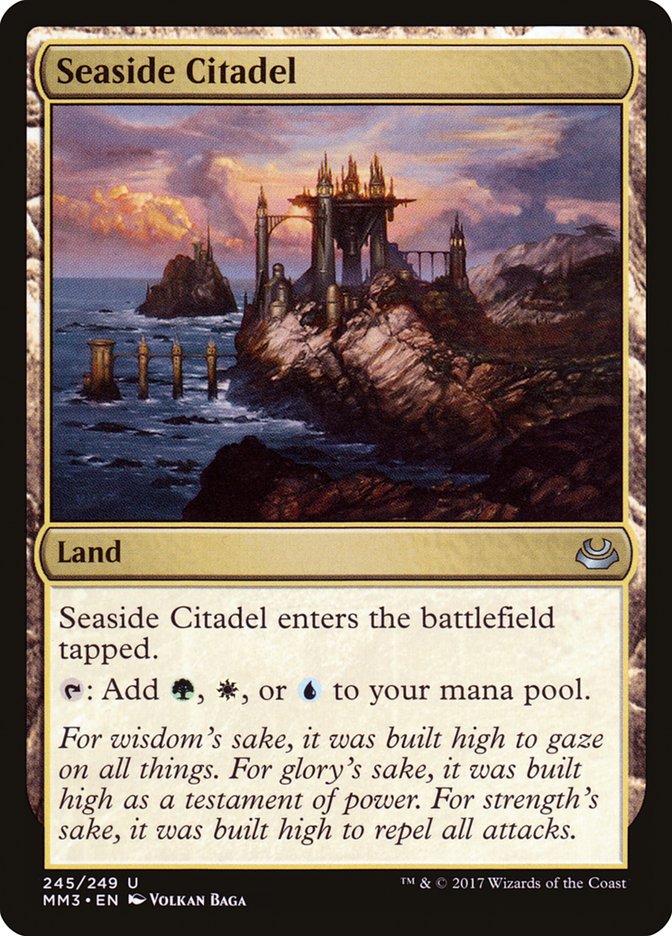 Seaside Citadel
Land
Seaside Citadel enters the battlefield
tapped.
: Add , , or to your mana pool.
For wisdom's sake, it was built high to gaze
on all things. For glory's sake, it was built
high as a testament of power. For strength's
sake, it was built high to repel all attacks.
245/249 U
MM3 • EN VOLKAN BAGA
™ & © 2017 Wizards of the Coast